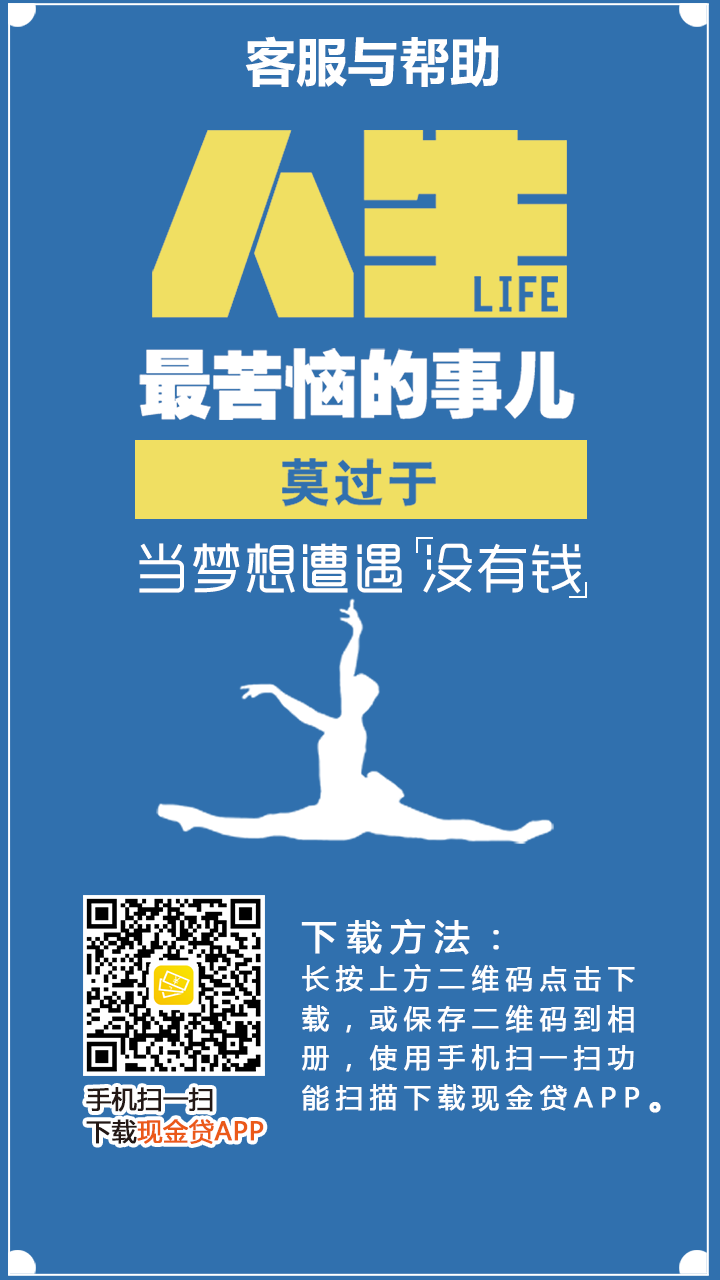 客服与帮助
人生
LIFE
最苦恼的事儿
莫过于
当梦想遭遇「没有钱」
下载方法：
长按上方二维码点击下
载，或保存二维码到相
册，使用手机扫一扫功
能扫描下载现金贷APP。
手机扫一扫
下载现金贷APP